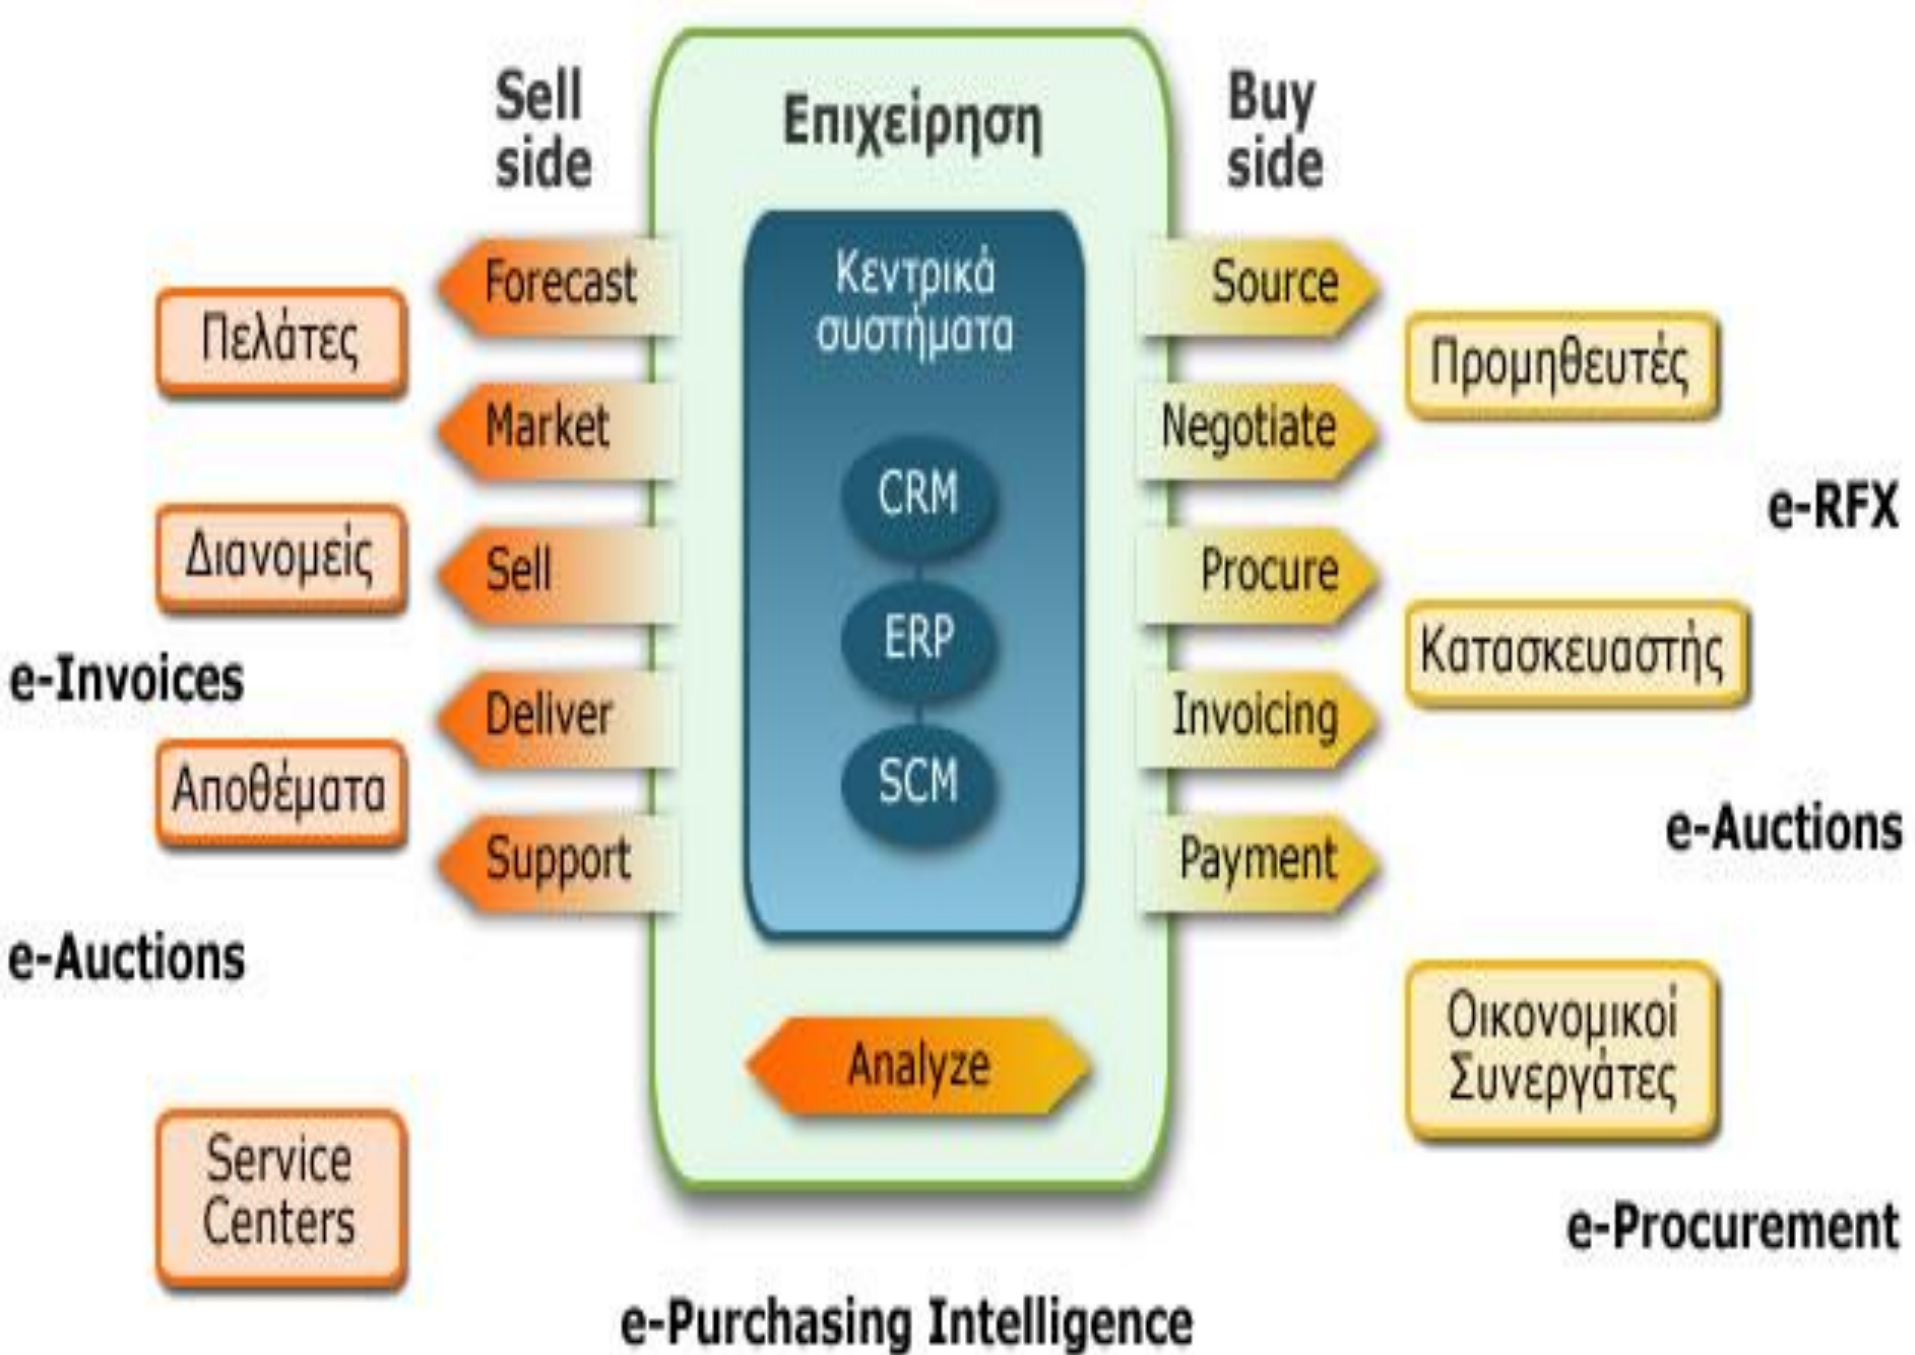 Sell
side
Επιχείρηση
Buy
side
Forecast
Market
Sell
Deliver
Support
Κεντρικά
συστήματα
CRM
ERP
SCM
Analyze
Source
Negotiate
Procure
Invoicing
Payment
Πελάτες
Διανομείς
e-Invoices
Αποθέματα
e-Auctions
Service
Centers
Προμηθευτές
e-RFX
Κατασκευαστής
e-Auctions
Οικονομικοί
Συνεργάτες
e-Procurement
e-Purchasing Intelligence